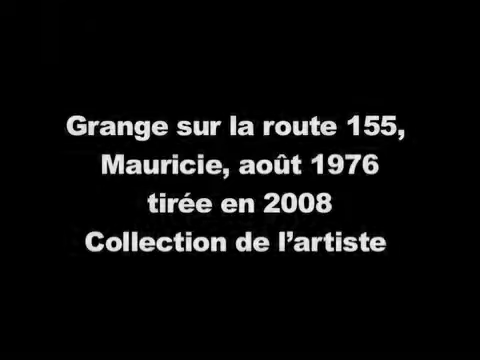 Grange sur la route 155,
Mauricie, août 1976
tirée en 2008
Collection de l’artiste